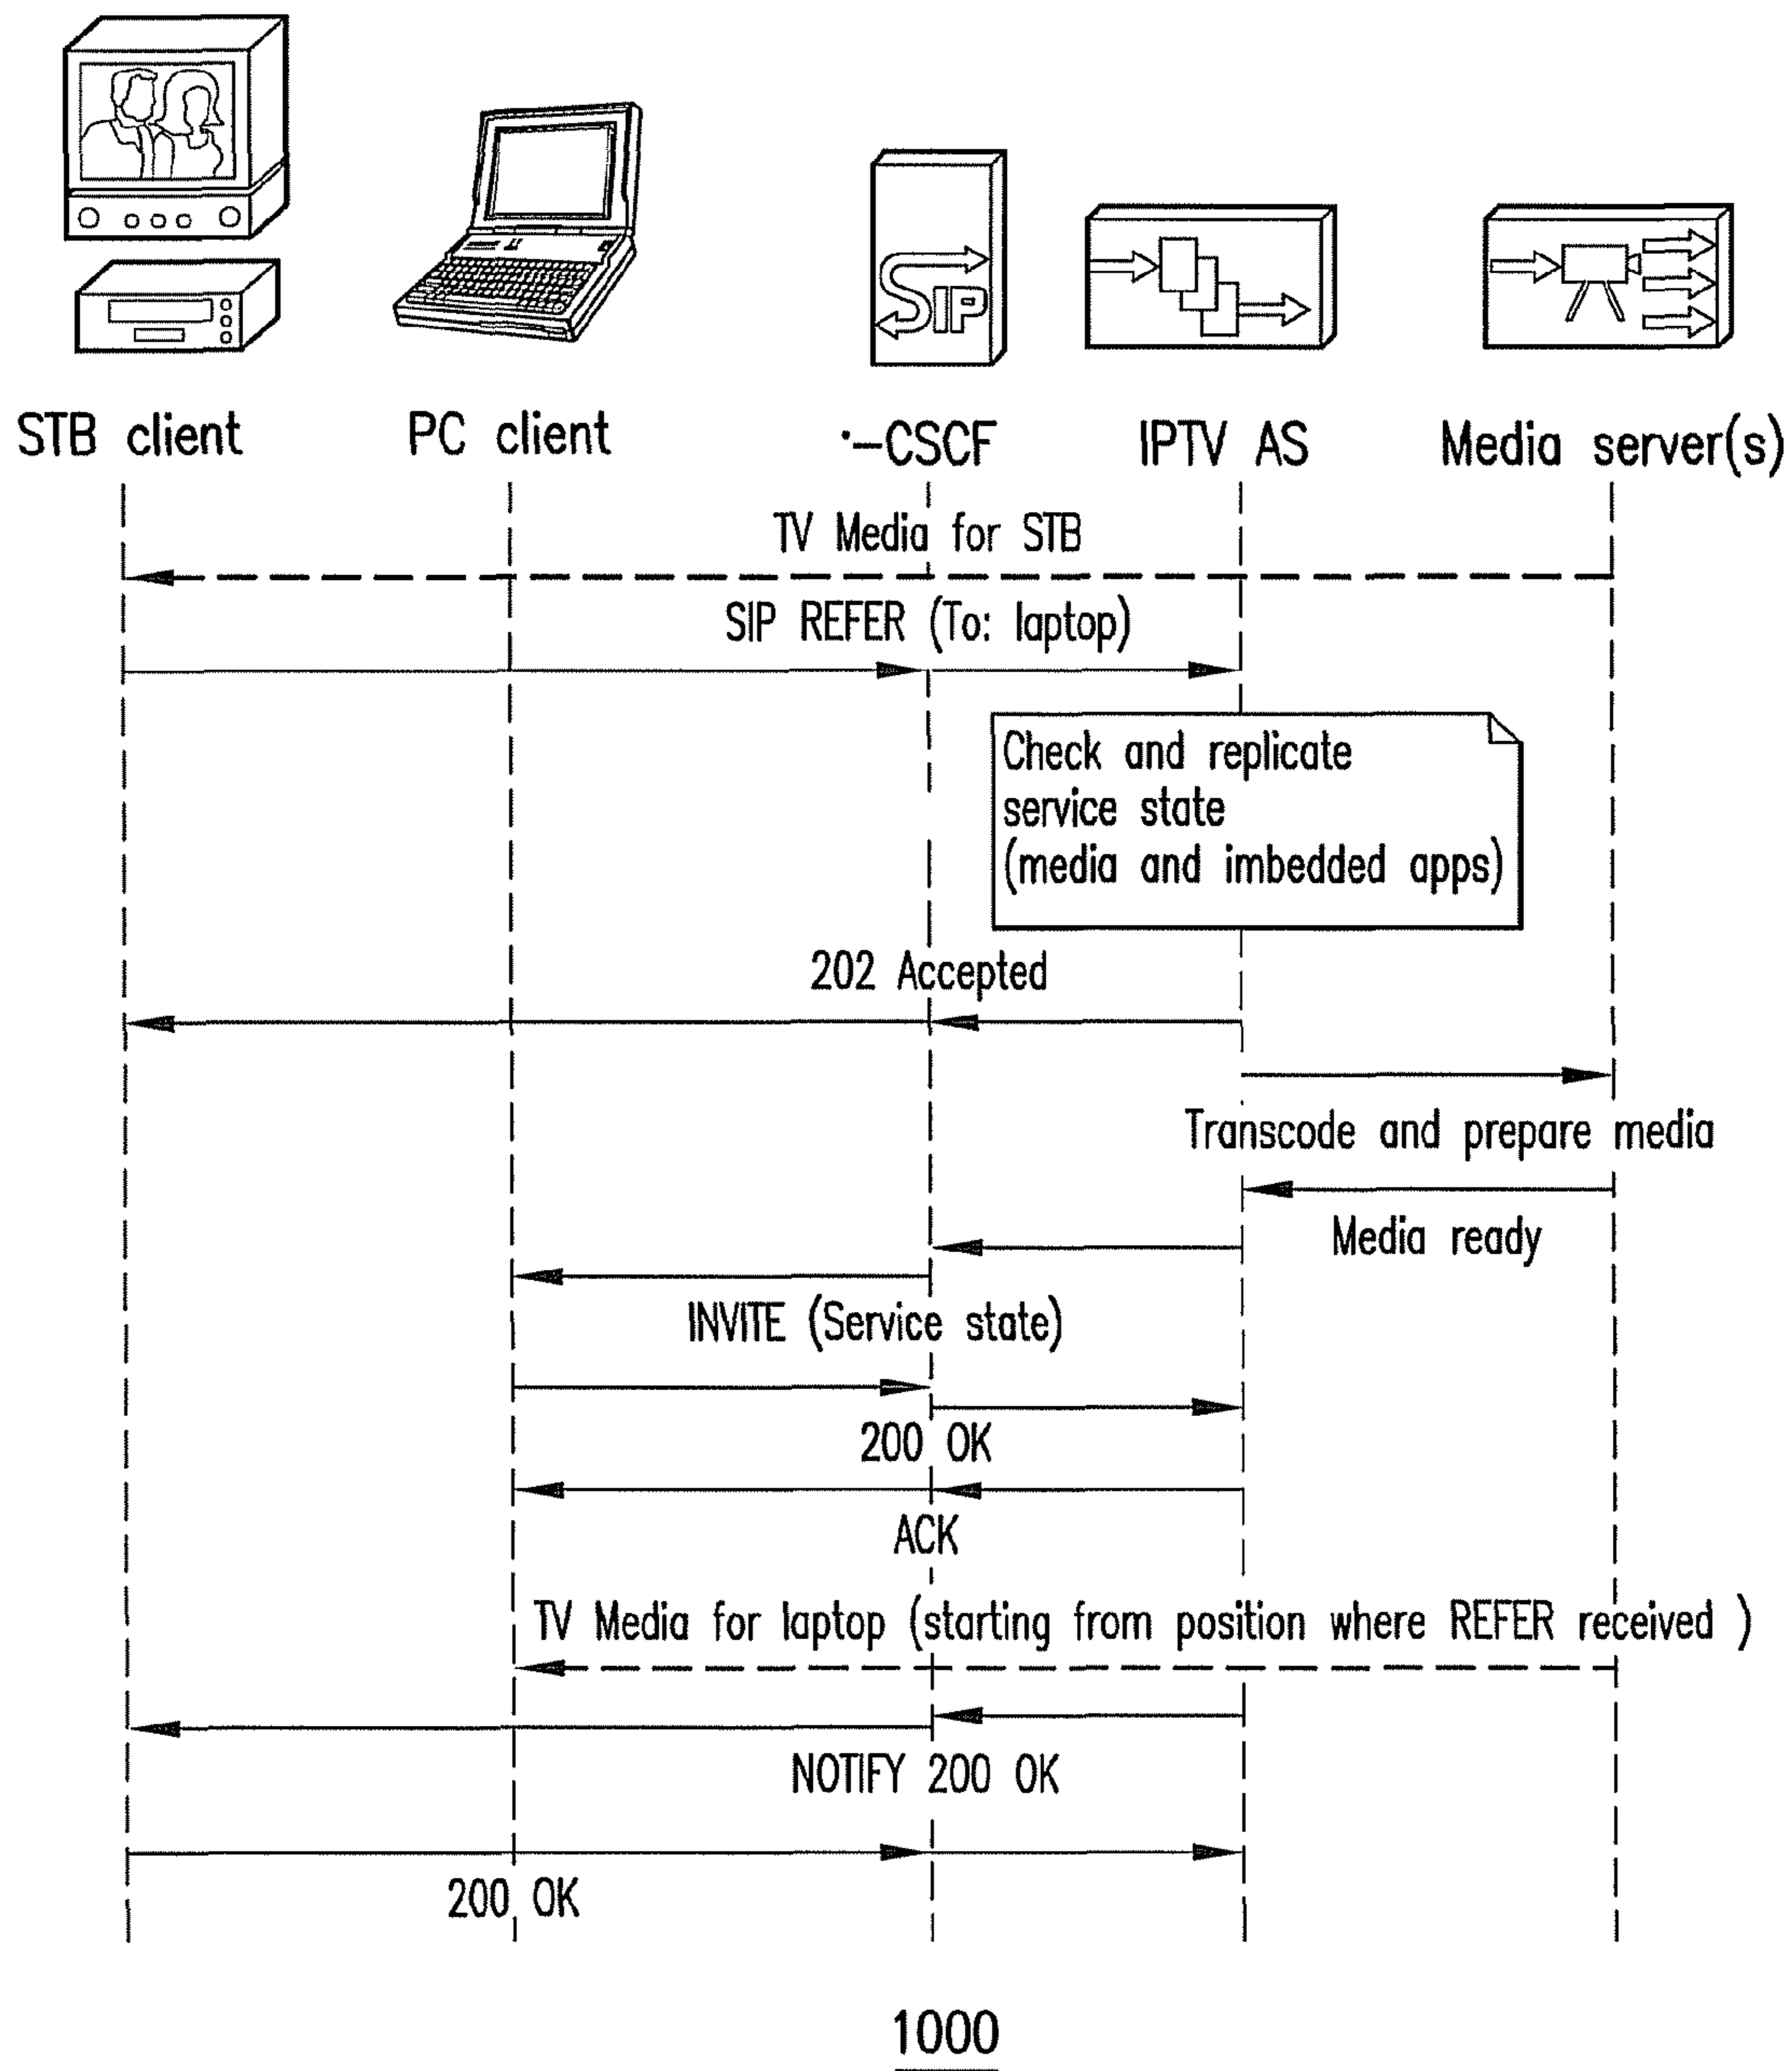 SIP
STB client
PC client
·-CSCF
IPTV AS
Media server(s)
TV Media for STB
SIP REFER (To: laptop)
Check and replicate
service state
(media and imbedded apps)
202 Accepted
Transcode and prepare media
Media ready
INVITE (Service state)
200 OK
ACK
TV Media for laptop (starting from position where REFER received )
NOTIFY 200 OK
200 OK
1000